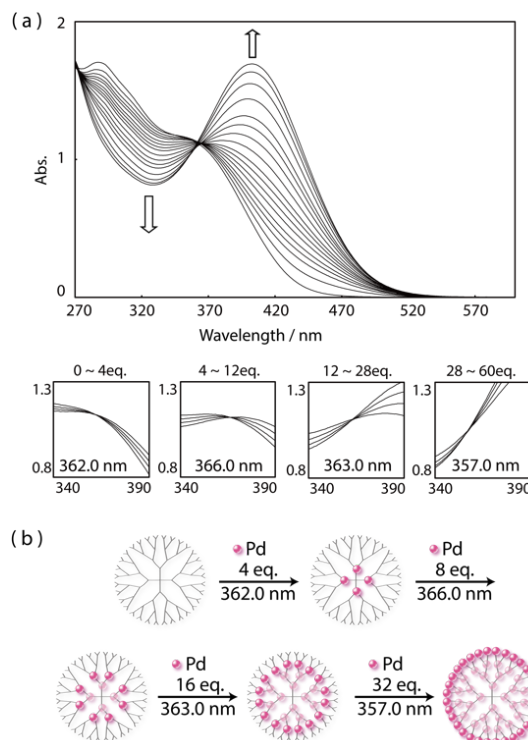 (a)
2
1
0
Abs.
270 320 370 420 470 520 570
Wavelength / nm
0 ~ 4eq. 4 ~ 12eq. 12 ~ 28eq. 28 ~ 60eq.
1.3 1.3 1.3 1.3
362.0 nm 366.0 nm 363.0 nm 357.0 nm
0.8 0.8 0.8 0.8
340 390 340 390 340 390 340 390
(b)
Pd Pd
4 eq. 8 eq.
362.0 nm 366.0 nm
Pd Pd
16 eq. 32 eq.
363.0 nm 357.0 nm